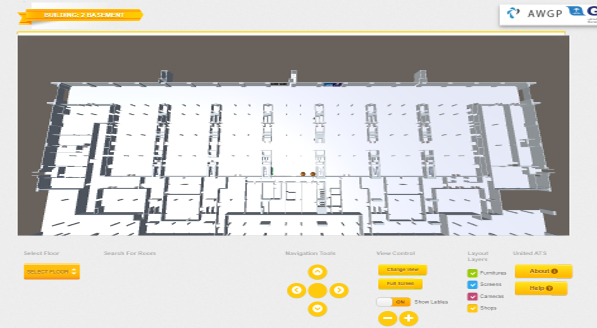 BUILDING: 2 BASEMENT
AWGP
G
Select Floor
Search For Room
Navigation Tools
View Control
Layout Layers
United ATS
SELECT FLOOR
Change View
Full Screen
ON Show Lables
Furnitures
Screens
Cameras
Shops
About
Help